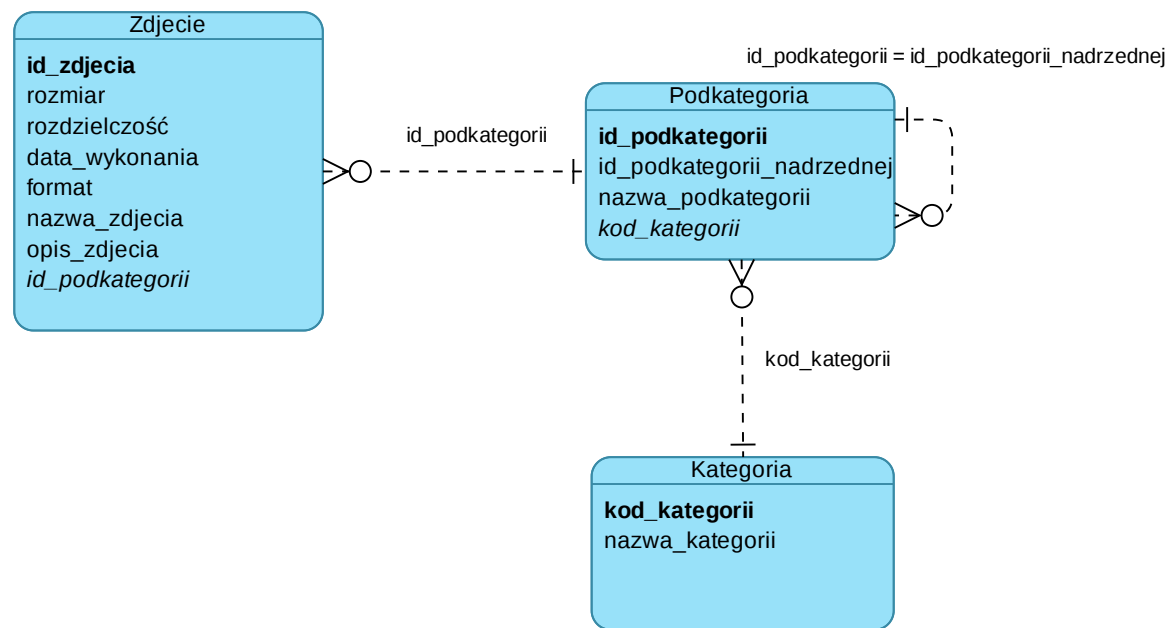 Zdjecie
id_zdjecia
rozmiar
rozdzielczość
data_wykonania
format
nazwa_zdjecia
opis_zdjecia
id_podkategorii
id_podkategorii
id_podkategorii = id_podkategorii_nadrzednej
Podkategoria
id_podkategorii
id_podkategorii_nadrzednej
nazwa_podkategorii
kod_kategorii
kod_kategorii
Kategoria
kod_kategorii
nazwa_kategorii